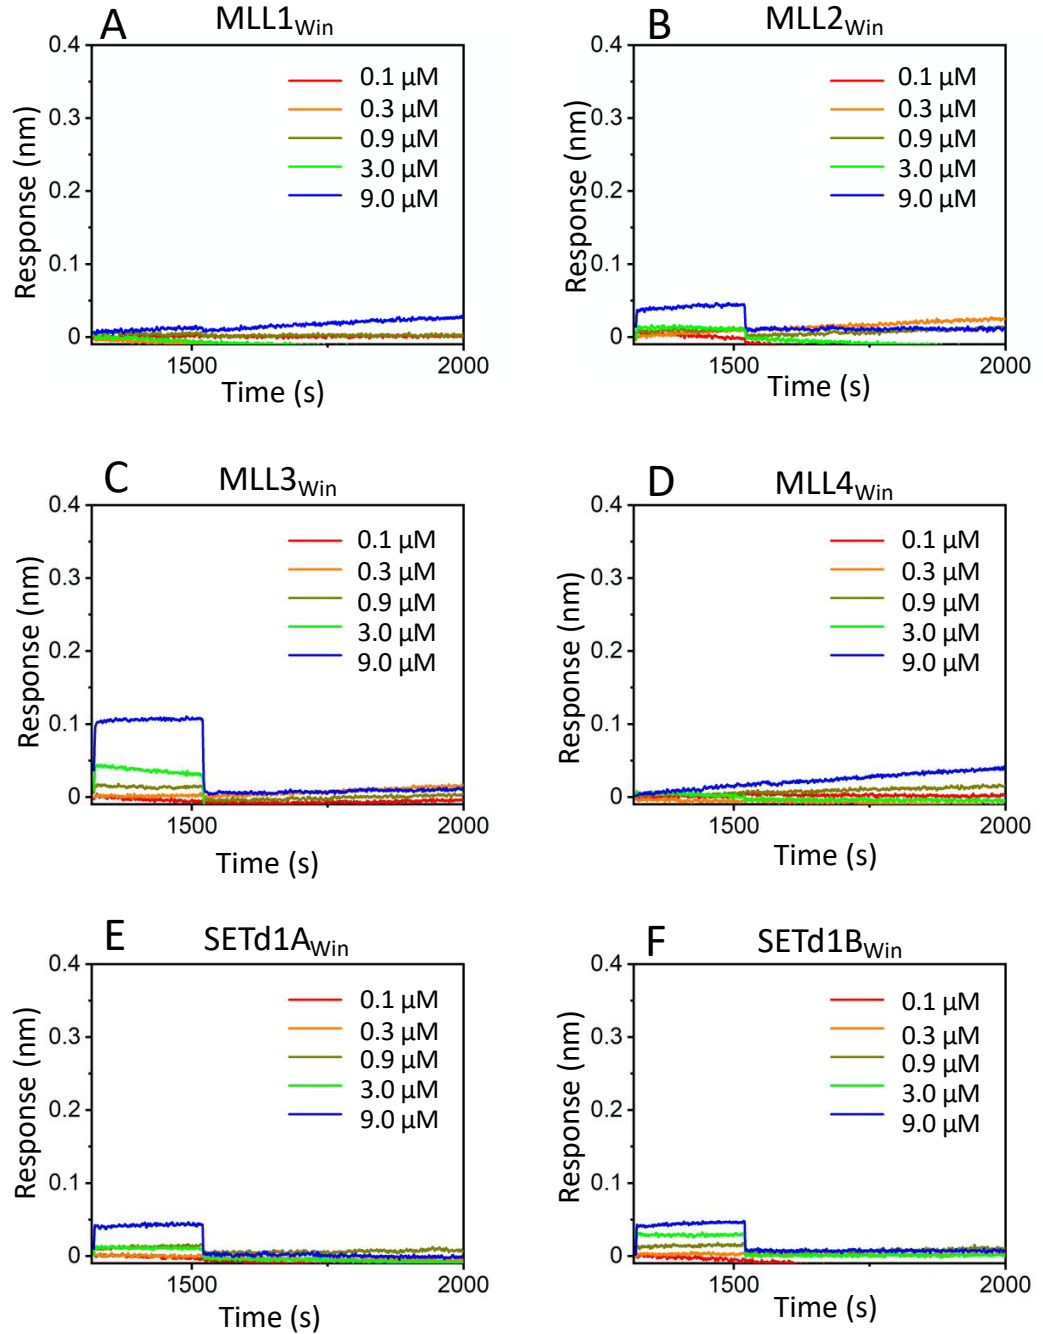 A
MLL1Win
0.4
0.3
0.2
0.1
0
Response (nm)
0.1 µM
0.3 µM
0.9 µM
3.0 µM
9.0 µM
1500
2000
Time (s)
B
MLL2Win
0.4
0.3
0.2
0.1
0
Response (nm)
0.1 µM
0.3 µM
0.9 µM
3.0 µM
9.0 µM
1500
2000
Time (s)
C
MLL3Win
0.4
0.3
0.2
0.1
0
Response (nm)
0.1 µM
0.3 µM
0.9 µM
3.0 µM
9.0 µM
1500
2000
Time (s)
D
MLL4Win
0.4
0.3
0.2
0.1
0
Response (nm)
0.1 µM
0.3 µM
0.9 µM
3.0 µM
9.0 µM
1500
2000
Time (s)
E
SETd1AWin
0.4
0.3
0.2
0.1
0
Response (nm)
0.1 µM
0.3 µM
0.9 µM
3.0 µM
9.0 µM
1500
2000
Time (s)
F
SETd1BWin
0.4
0.3
0.2
0.1
0
Response (nm)
0.1 µM
0.3 µM
0.9 µM
3.0 µM
9.0 µM
1500
2000
Time (s)